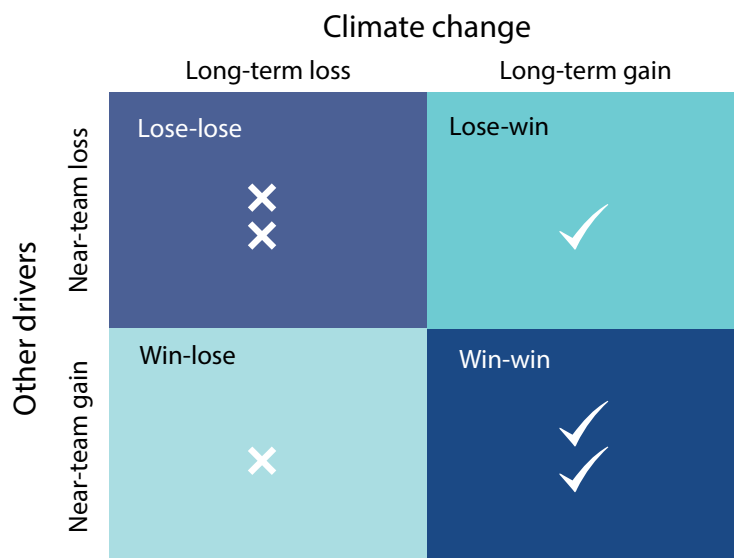 Climate change
Long-term loss
Long-term gain
Other drivers
Near-team loss
Lose-lose
Lose-win
Near-team gain
Win-lose
Win-win